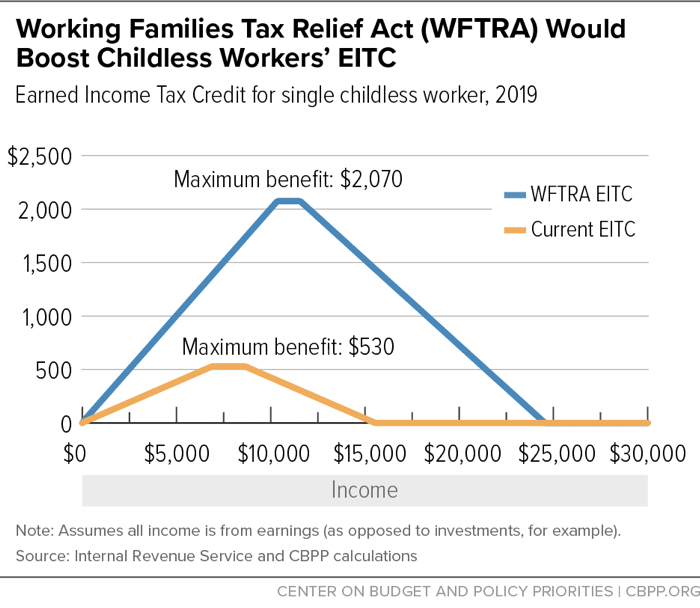 Working Families Tax Relief Act (WFTRA) Would
Boost Childless Workers’ EITC
Earned Income Tax Credit for single childless worker, 2019
$2,500
Maximum benefit: $2,070
WFTRA EITC
2,000
Current EITC
1,500
1,000
Maximum benefit: $530
500
0
$0 $5,000 $10,000 $15,000 $20,000 $25,000 $30,000
Income
Note: Assumes all income is from earnings (as opposed to investments, for example).
Source: Internal Revenue Service and CBPP calculations
CENTER ON BUDGET AND POLICY PRIORITIES | CBPP.ORG